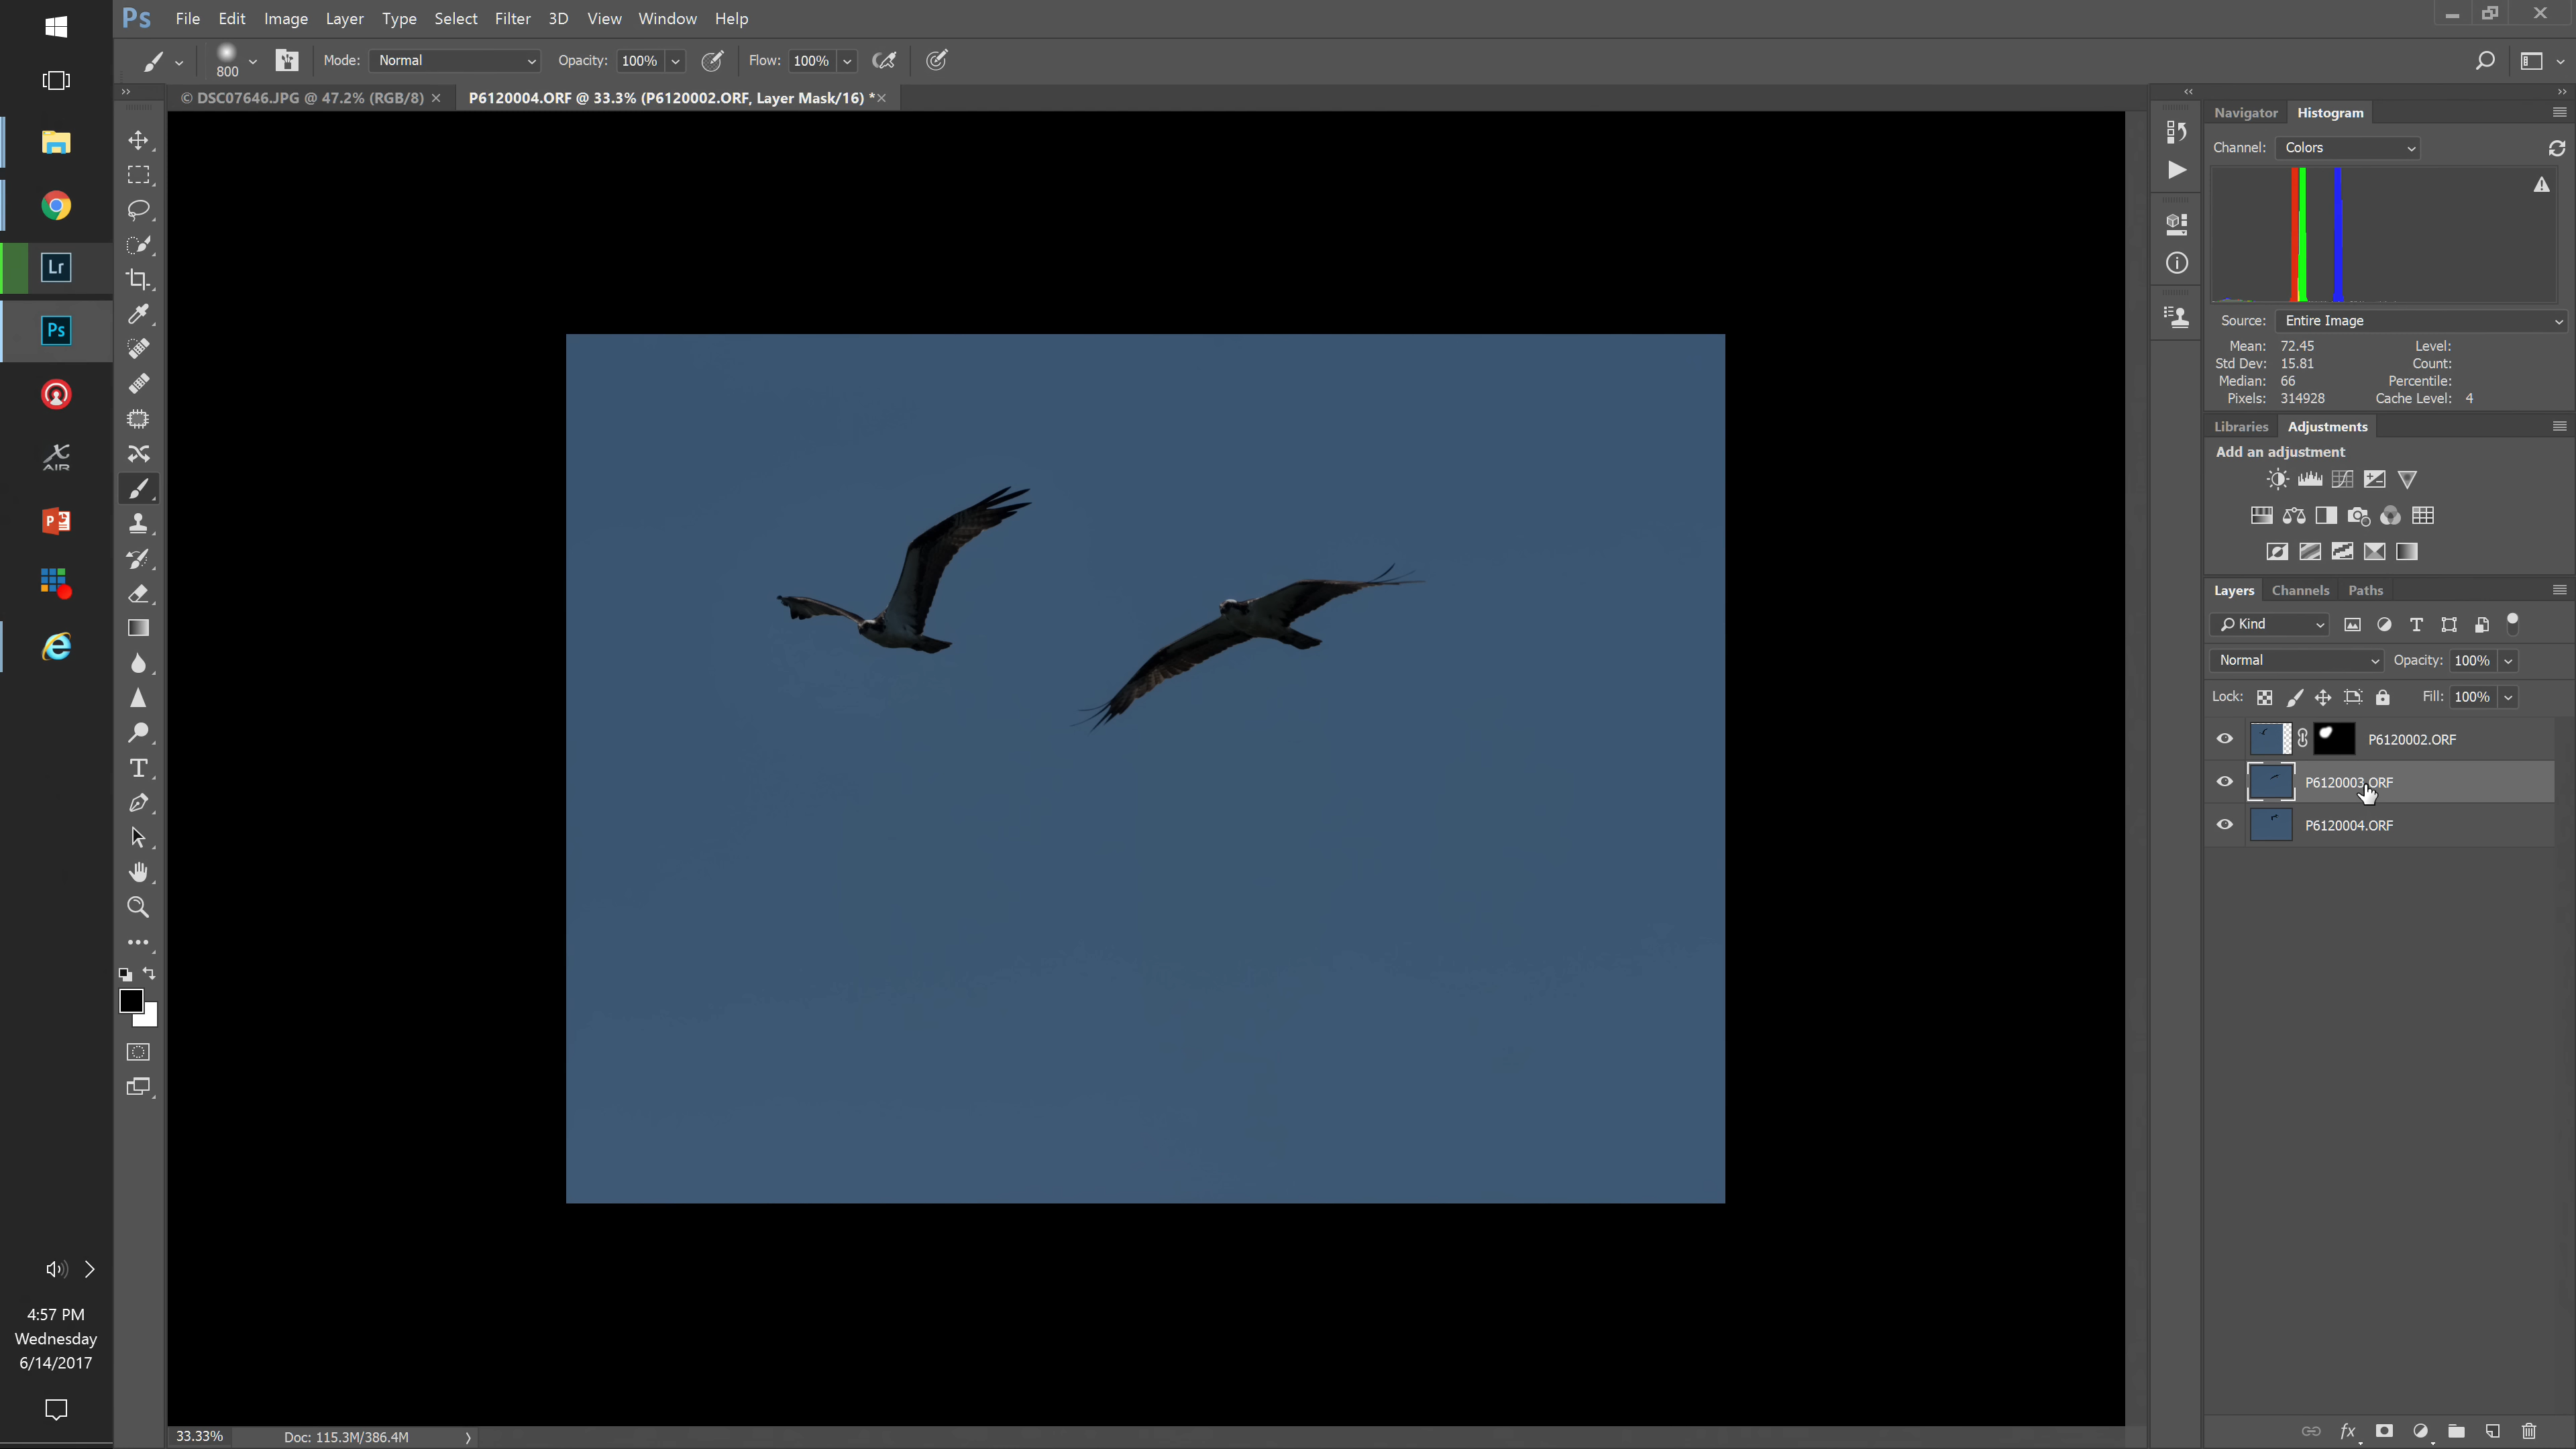 Ps File Edit Image Layer Type Select Filter 3D View Window Help
800 Mode: Normal Opacity: 100% Flow: 100%
© DSC07646.JPG @ 47.2% (RGB/8) × P6120004.ORF @ 33.3% (P6120002.ORF, Layer Mask/16) * ×
Navigator Histogram
Channel: Colors
Source: Entire Image
Mean: 72.45 Level:
Std Dev: 15.81 Count:
Median: 66 Percentile:
Pixels: 314928 Cache Level: 4
Libraries Adjustments
Add an adjustment
Layers Channels Paths
Kind
Normal Opacity: 100%
Lock: Fill: 100%
P6120002.ORF
P6120003.ORF
P6120004.ORF
fx
Lr
Ps
X AIR
P
T
4:57 PM
Wednesday
6/14/2017
33.33% Doc: 115.3M/386.4M